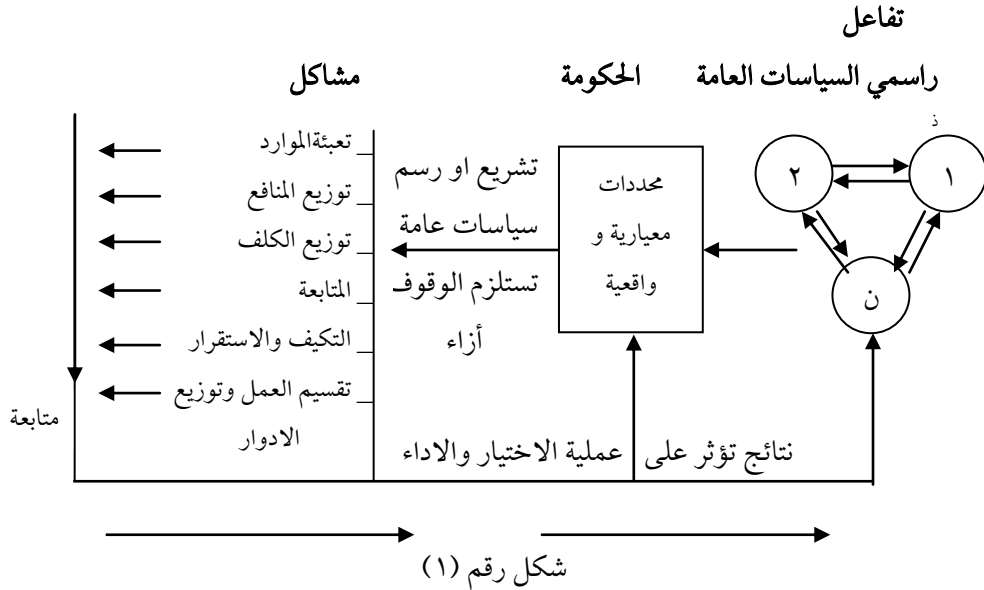 تفاعل
راسمي السياسات العامة
الحكومة
مشاكل
ذ
١
٢
ن
محددات
معيارية و
واقعية
تشريع او رسم
سياسات عامة
تستلزم الوقوف
أزاء
_ تعبئةالموارد
_ توزيع المنافع
_ توزيع الكلف
_ المتابعة
_ التكيف والاستقرار
_ تقسيم العمل وتوزيع
الادوار
متابعة
نتائج تؤثر على عملية الاختيار والاداء
شكل رقم (١)